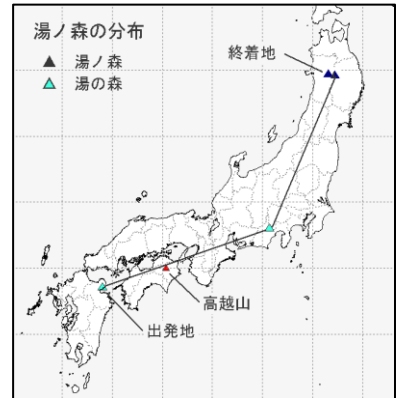 湯ノ森の分布
▲ 湯ノ森
▲ 湯の森
終着地
高越山
出発地